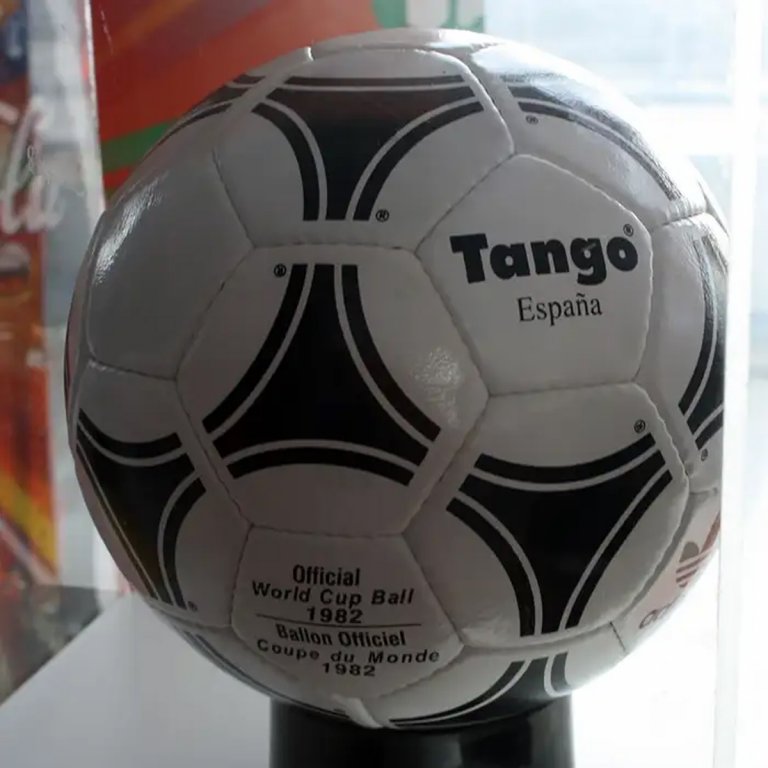 Tango®
España
Official
World Cup Ball
1982
Ballon Officiel
Coupe du Monde
1982